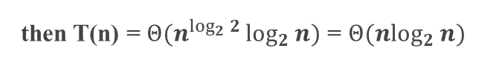 then T(n) = Θ(n^{log₂ 2} log₂ n) = Θ(nlog₂ n)